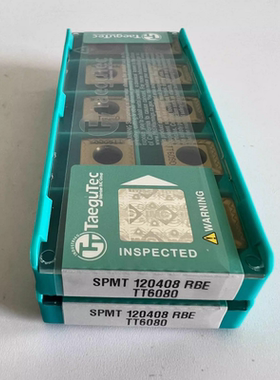 TaeguTec
TaeguTec
WARNING
INSPECTED
SPMT 120408 RBE
TT6080
SPMT 120408 RBE
TT6080